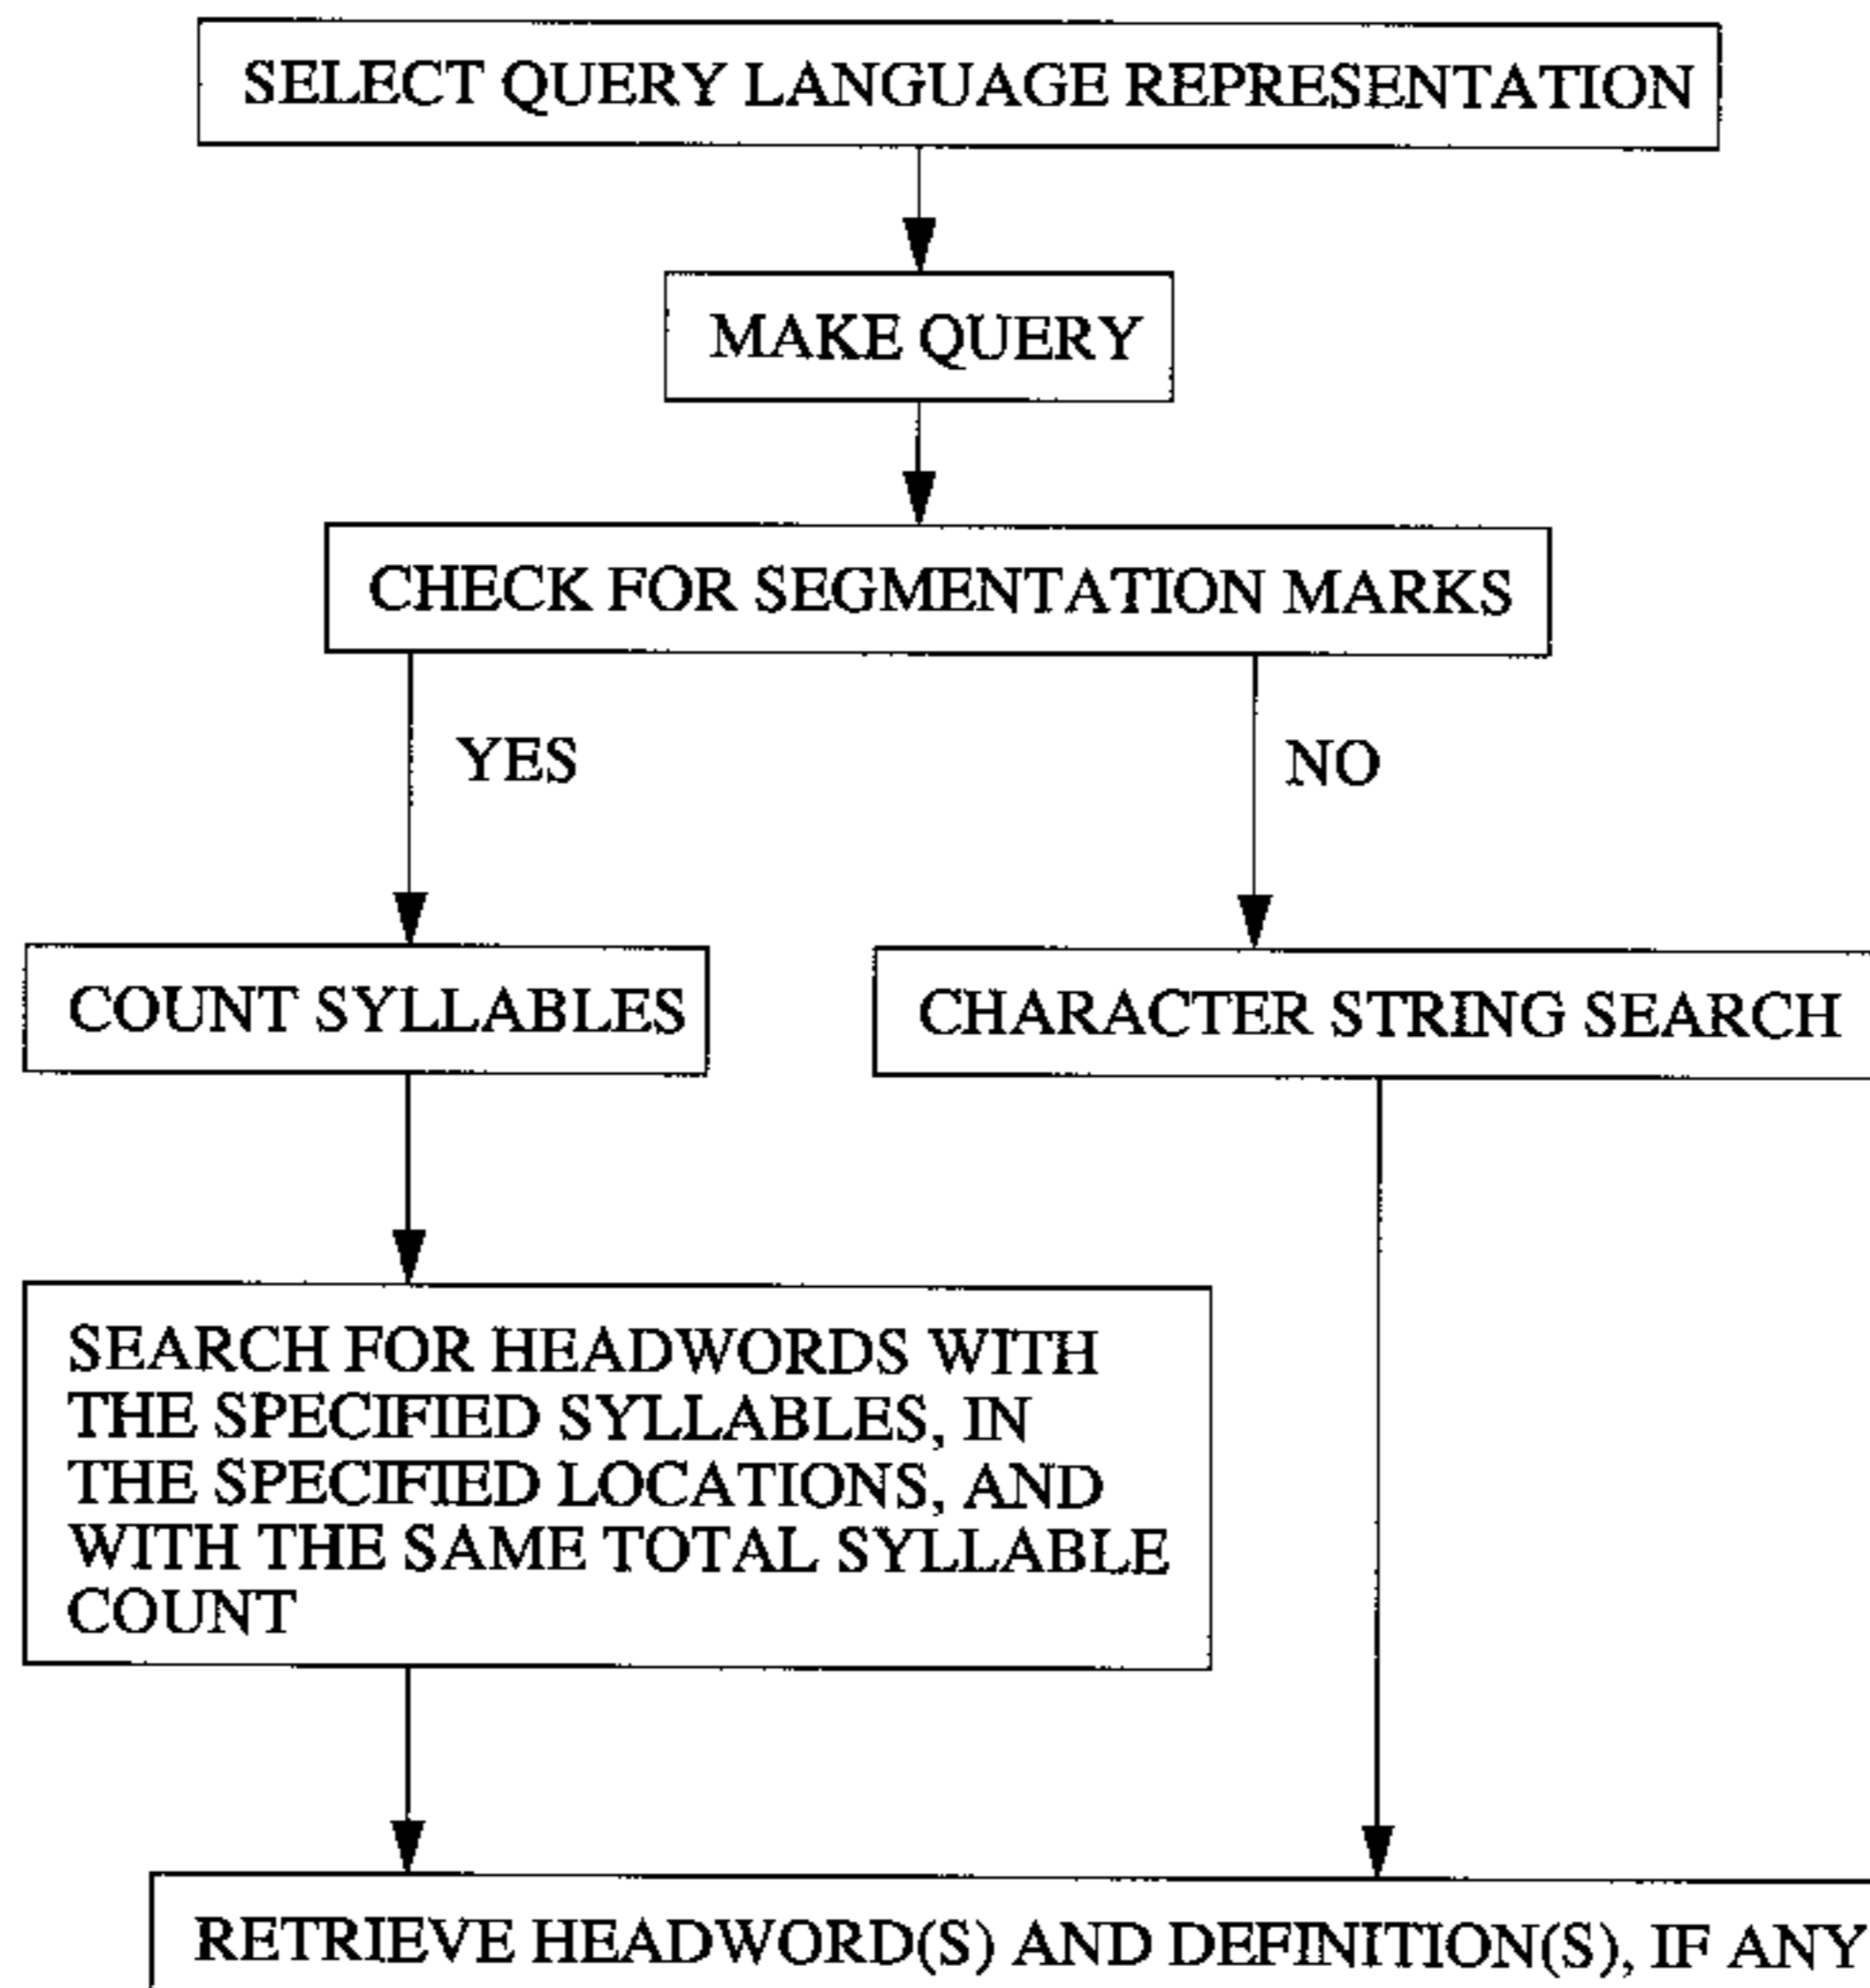 SELECT QUERY LANGUAGE REPRESENTATION
MAKE QUERY
CHECK FOR SEGMENTATION MARKS
YES
NO
COUNT SYLLABLES
CHARACTER STRING SEARCH
SEARCH FOR HEADWORDS WITH
THE SPECIFIED SYLLABLES, IN
THE SPECIFIED LOCATIONS, AND
WITH THE SAME TOTAL SYLLABLE
COUNT
RETRIEVE HEADWORD(S) AND DEFINITION(S), IF ANY